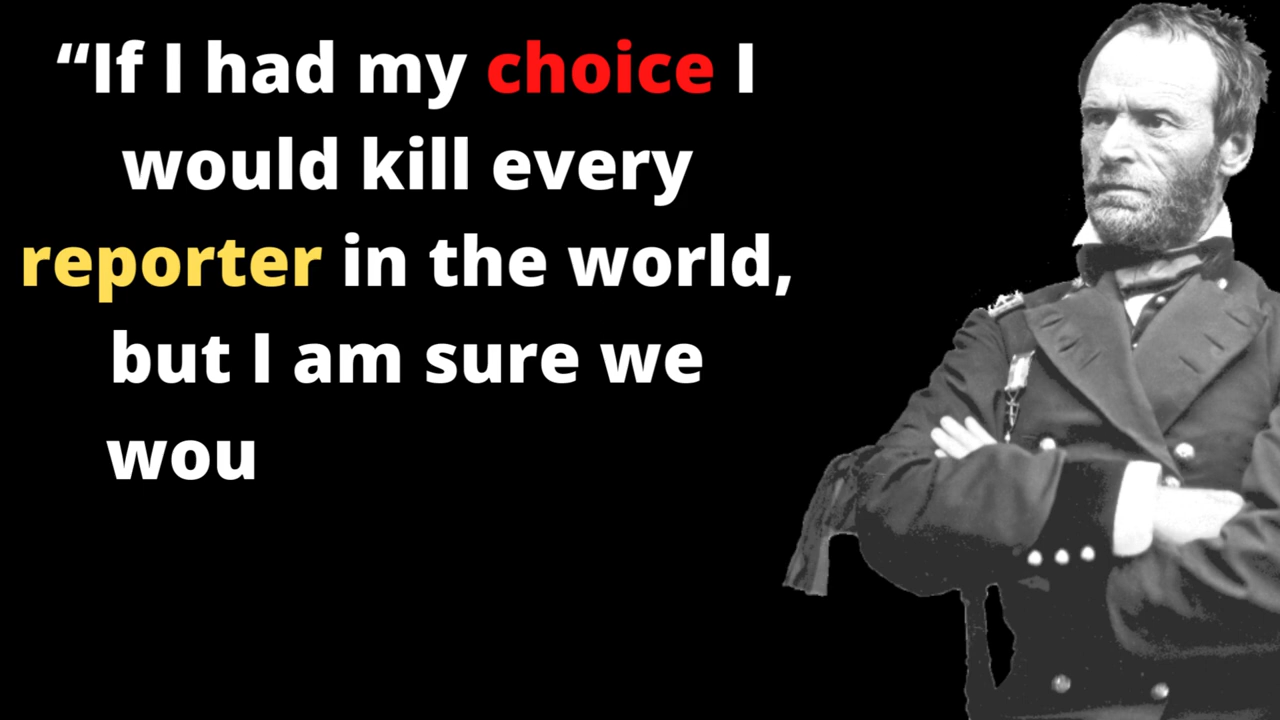 “If I had my choice I
would kill every
reporter in the world,
but I am sure we
wou